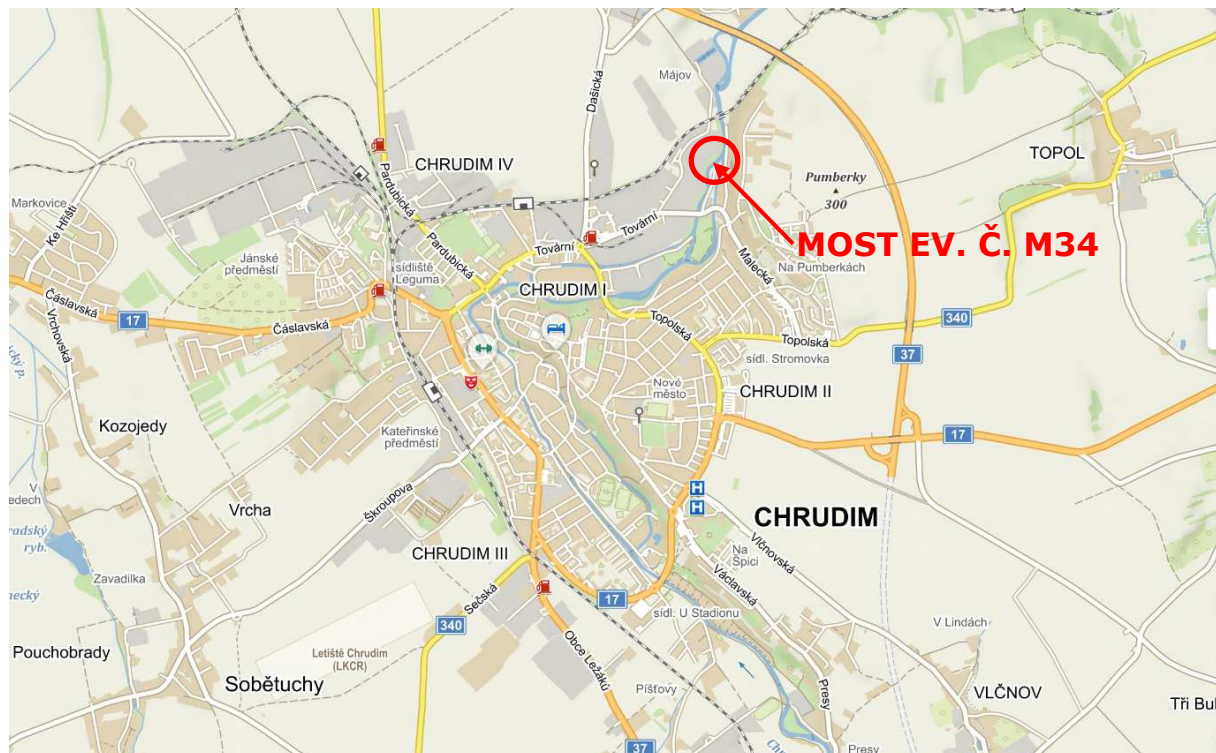 Májov
Dašická
CHRUDIM IV
TOPOL
Pardubická
Pumberky
300
Markovice
Ke Hřišti
Tovární
Tovární
MOST EV. Č. M34
Pardubická
Jánské
předměstí
sídliště
Leguma
Malecká
Na Pumberkách
CHRUDIM I
Čáslavská
17
Vrchovská
Čáslavská
Topolská
Topolská
340
sídl. Stromovka
37
Nové
město
CHRUDIM II
Kozojedy
Kateřinské
předměstí
17
V
Škroupova
H
H
Vrcha
CHRUDIM
ryb.
CHRUDIM III
Na
Špici
Vlčnovská
Václavská
Zavadilka
Sečská
17
sídl. U Stadionu
340
V Lindách
Pouchobrady
Letiště Chrudim
(LKCR)
Obce Ležáků
Sobětuchy
Píšťovy
Presy
VLČNOV
Tři Bu
37
Presy